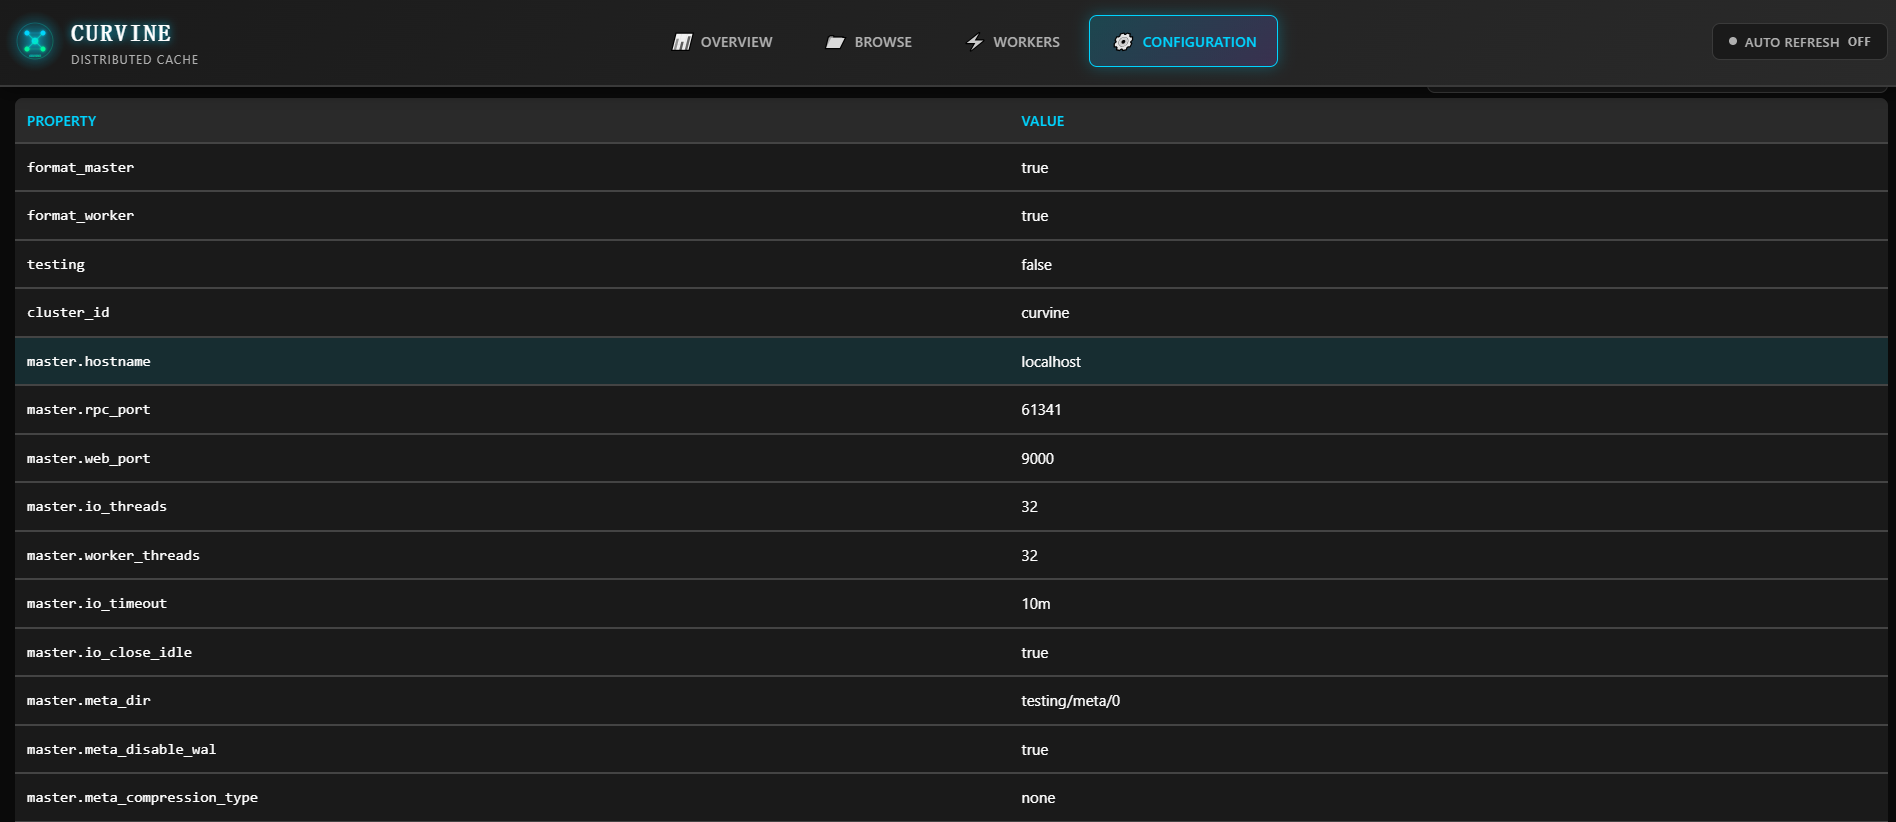 CURVINE
DISTRIBUTED CACHE
OVERVIEW
BROWSE
WORKERS
CONFIGURATION
AUTO REFRESH OFF
PROPERTY VALUE
format_master true
format_worker true
testing false
cluster_id curvine
master.hostname localhost
master.rpc_port 61341
master.web_port 9000
master.io_threads 32
master.worker_threads 32
master.io_timeout 10m
master.io_close_idle true
master.meta_dir testing/meta/0
master.meta_disable_wal true
master.meta_compression_type none